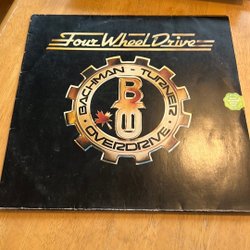 Four Wheel Drive
BACHMAN - TURNER
B
T
O
OVERDRIVE